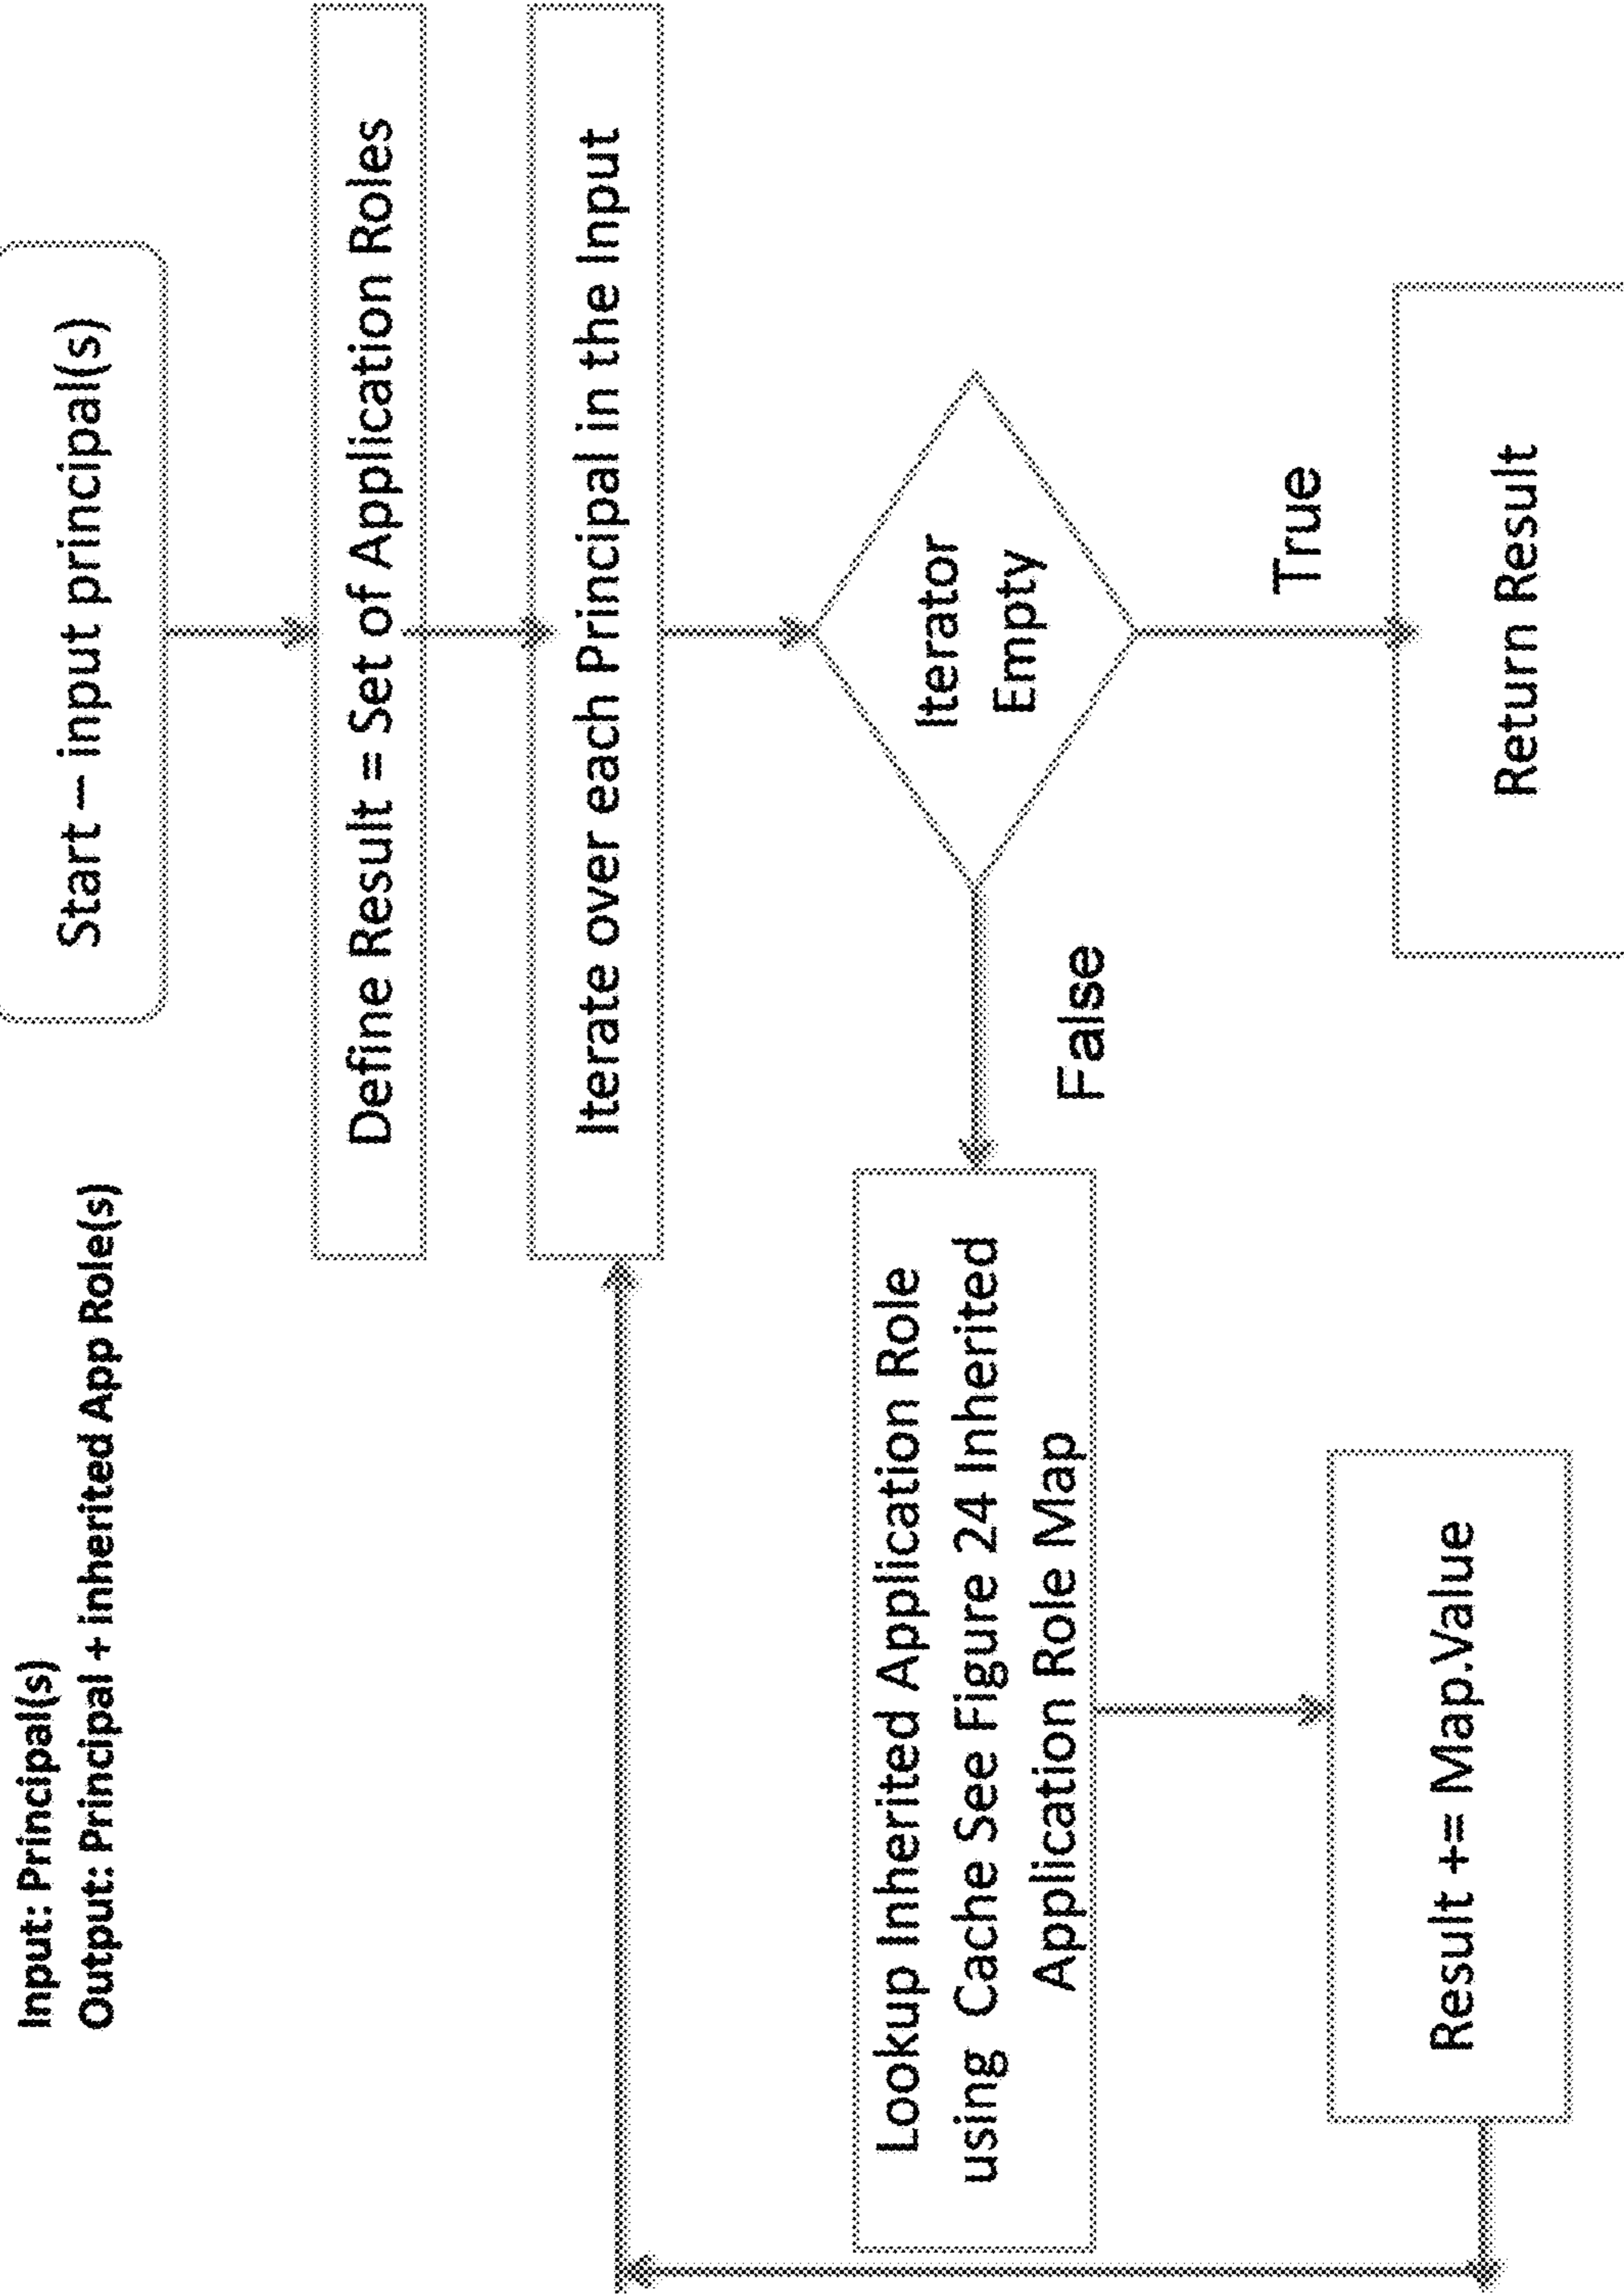 Input: Principal(s)
Output: Principal + inherited App Role(s)
Start – input principal(s)
Define Result = Set of Application Roles
Iterate over each Principal in the Input
Iterator
Empty
False
True
Lookup Inherited Application Role
using Cache See Figure 24 Inherited
Application Role Map
Result += Map.Value
Return Result